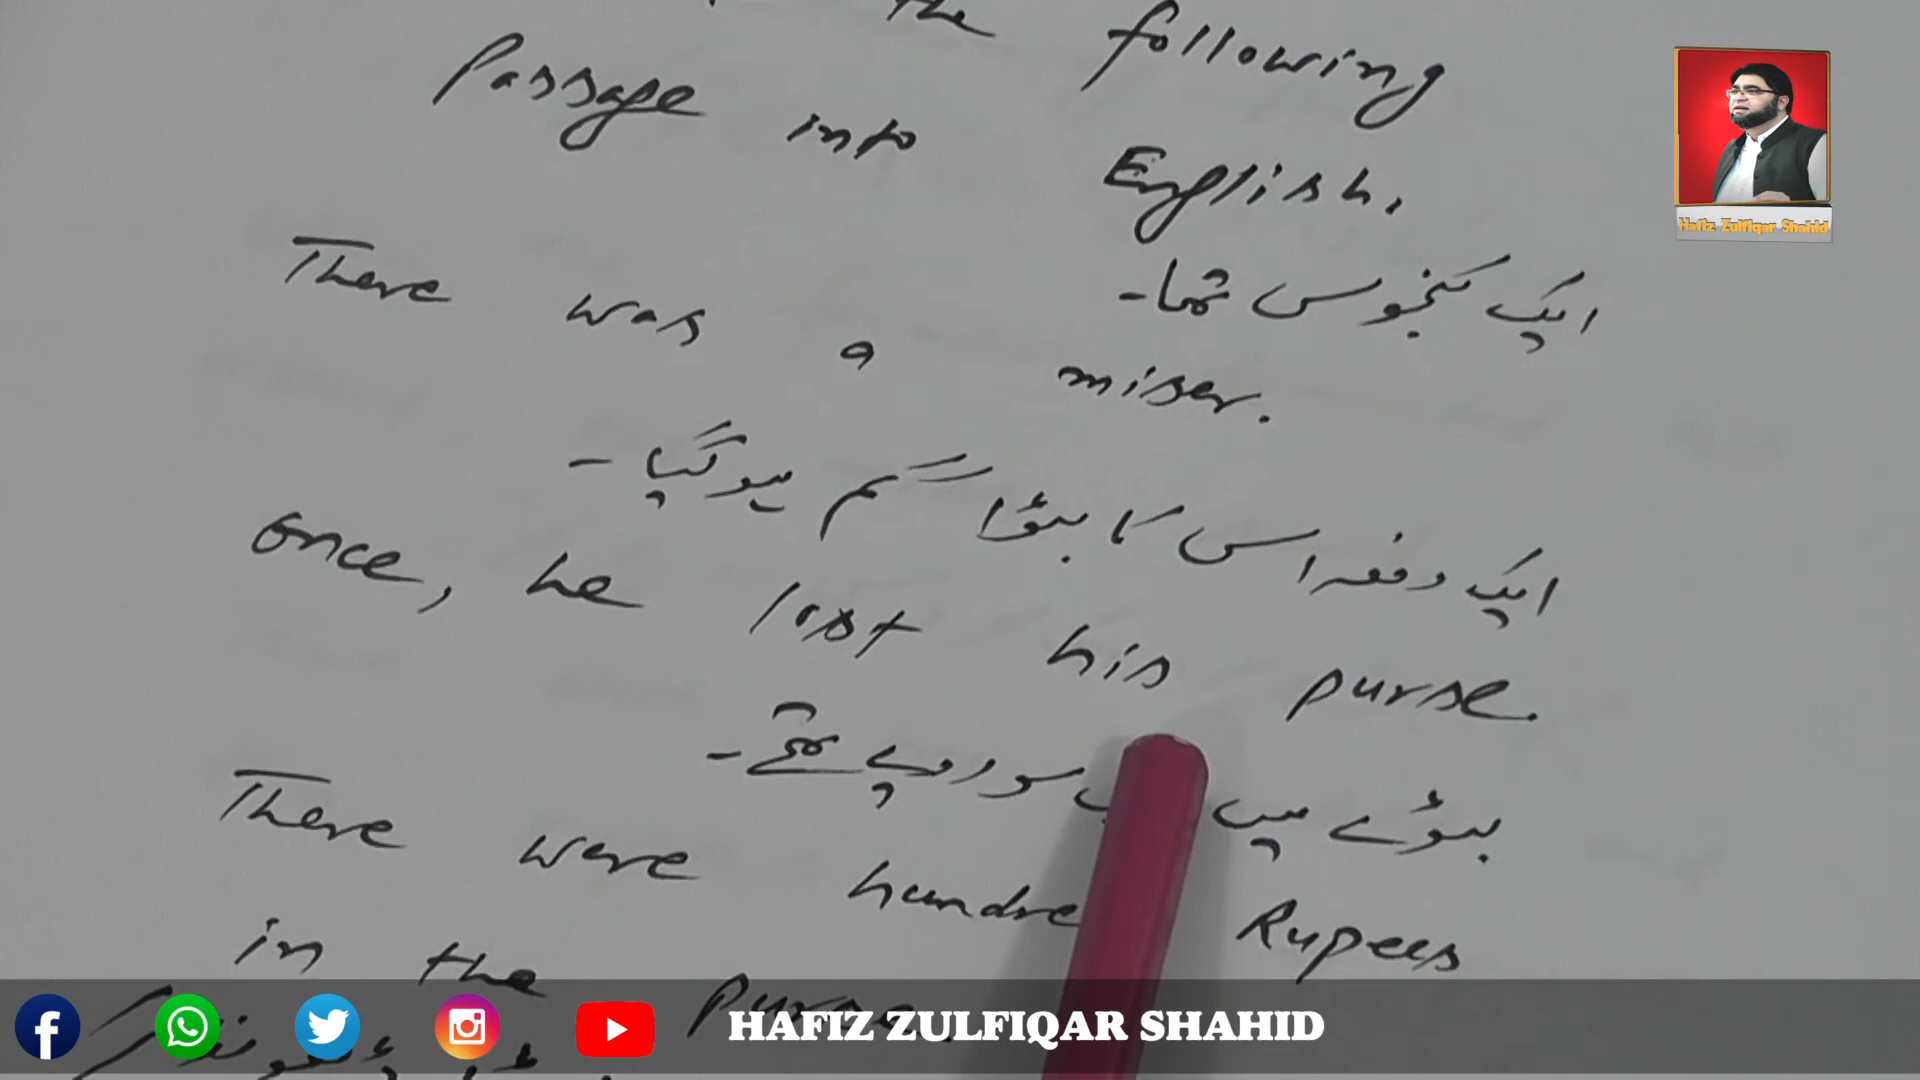 the following
Passage into English.
ایک کنجوس تھا۔
There was a miser.
ایک دفعہ اس کا بٹوا گم ہو گیا۔
Once, he lost his purse.
بٹوے میں سو روپے تھے۔
There were hundre Rupees
in the purse.
Hafiz Zulfiqar Shahid
HAFIZ ZULFIQAR SHAHID